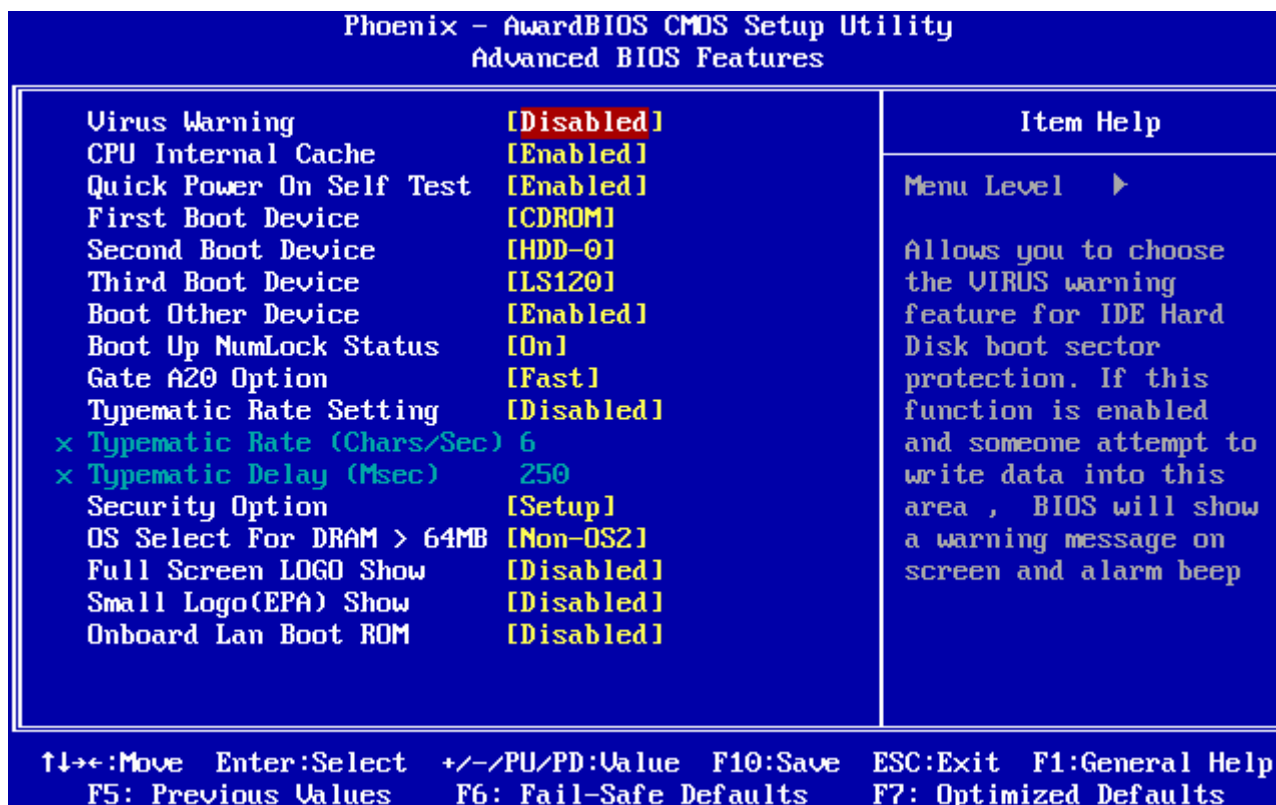 Phoenix - AwardBIOS CMOS Setup Utility
Advanced BIOS Features
Virus Warning [Disabled]
CPU Internal Cache [Enabled]
Quick Power On Self Test [Enabled]
First Boot Device [CDROM]
Second Boot Device [HDD-0]
Third Boot Device [LS120]
Boot Other Device [Enabled]
Boot Up NumLock Status [On]
Gate A20 Option [Fast]
Typematic Rate Setting [Disabled]
x Typematic Rate (Chars/Sec) 6
x Typematic Delay (Msec) 250
Security Option [Setup]
OS Select For DRAM > 64MB [Non-OS2]
Full Screen LOGO Show [Disabled]
Small Logo(EPA) Show [Disabled]
Onboard Lan Boot ROM [Disabled]
Item Help
Menu Level ▶
Allows you to choose
the VIRUS warning
feature for IDE Hard
Disk boot sector
protection. If this
function is enabled
and someone attempt to
write data into this
area , BIOS will show
a warning message on
screen and alarm beep
↑↓→←:Move Enter:Select +/-/PU/PD:Value F10:Save ESC:Exit F1:General Help
F5: Previous Values F6: Fail-Safe Defaults F7: Optimized Defaults